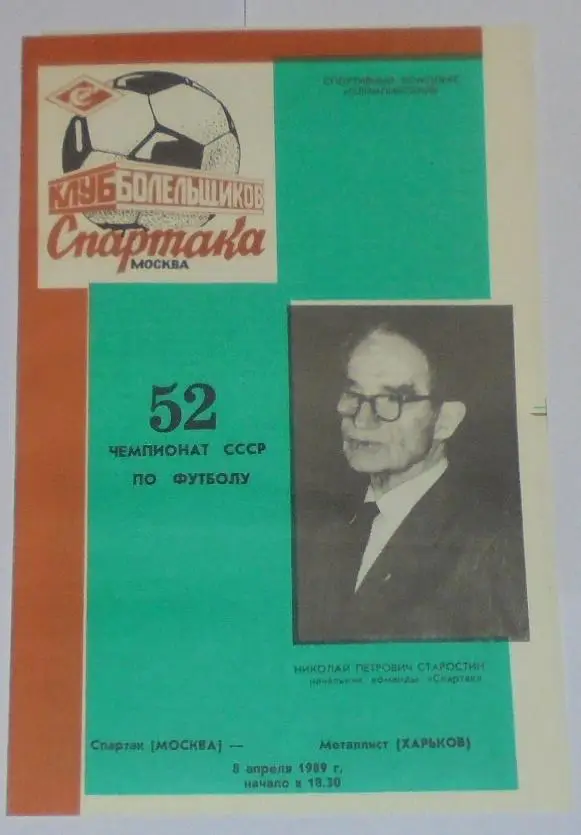 СПОРТИВНЫЙ КОМПЛЕКС
«ОЛИМПИЙСКИЙ»
КЛУБ БОЛЕЛЬЩИКОВ
Спартака
МОСКВА
52
ЧЕМПИОНАТ СССР
ПО ФУТБОЛУ
НИКОЛАЙ ПЕТРОВИЧ СТАРОСТИН
начальник команды «Спартак»
Спартак [МОСКВА] — Металлист (ХАРЬКОВ)
8 апреля 1989 г.
начало в 18.30